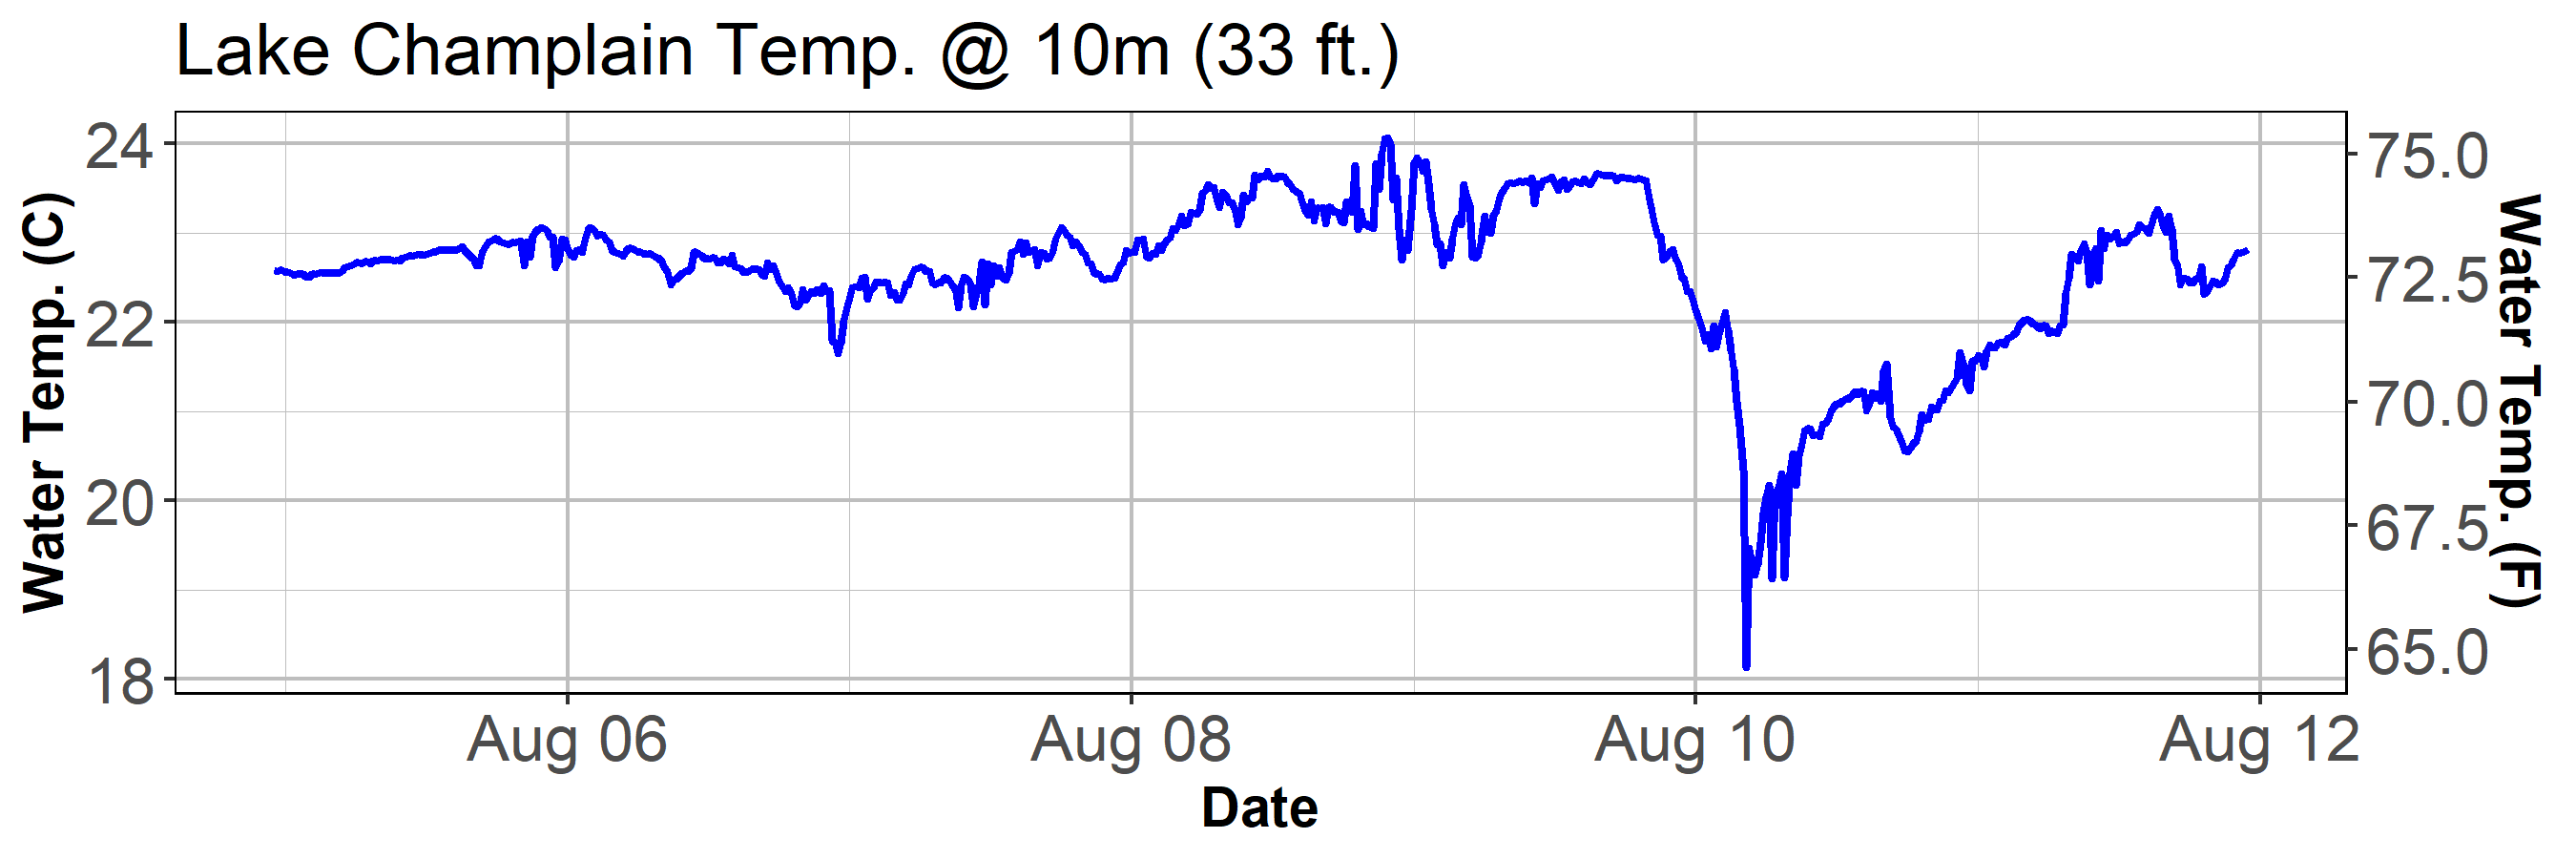 Lake Champlain Temp. @ 10m (33 ft.)
Water Temp. (C)
24
22
20
18
75.0
72.5
70.0
67.5
65.0
Water Temp. (F)
Aug 06
Aug 08
Aug 10
Aug 12
Date